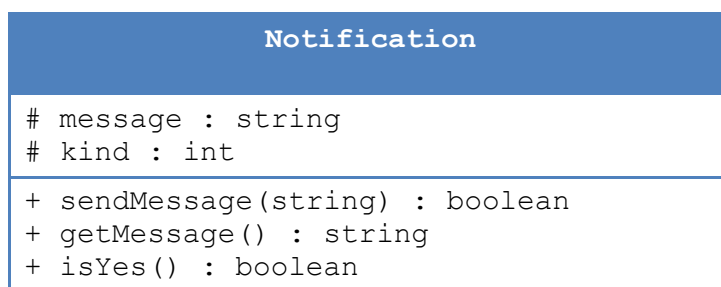 Notification
# message : string
# kind : int
+ sendMessage(string) : boolean
+ getMessage() : string
+ isYes() : boolean